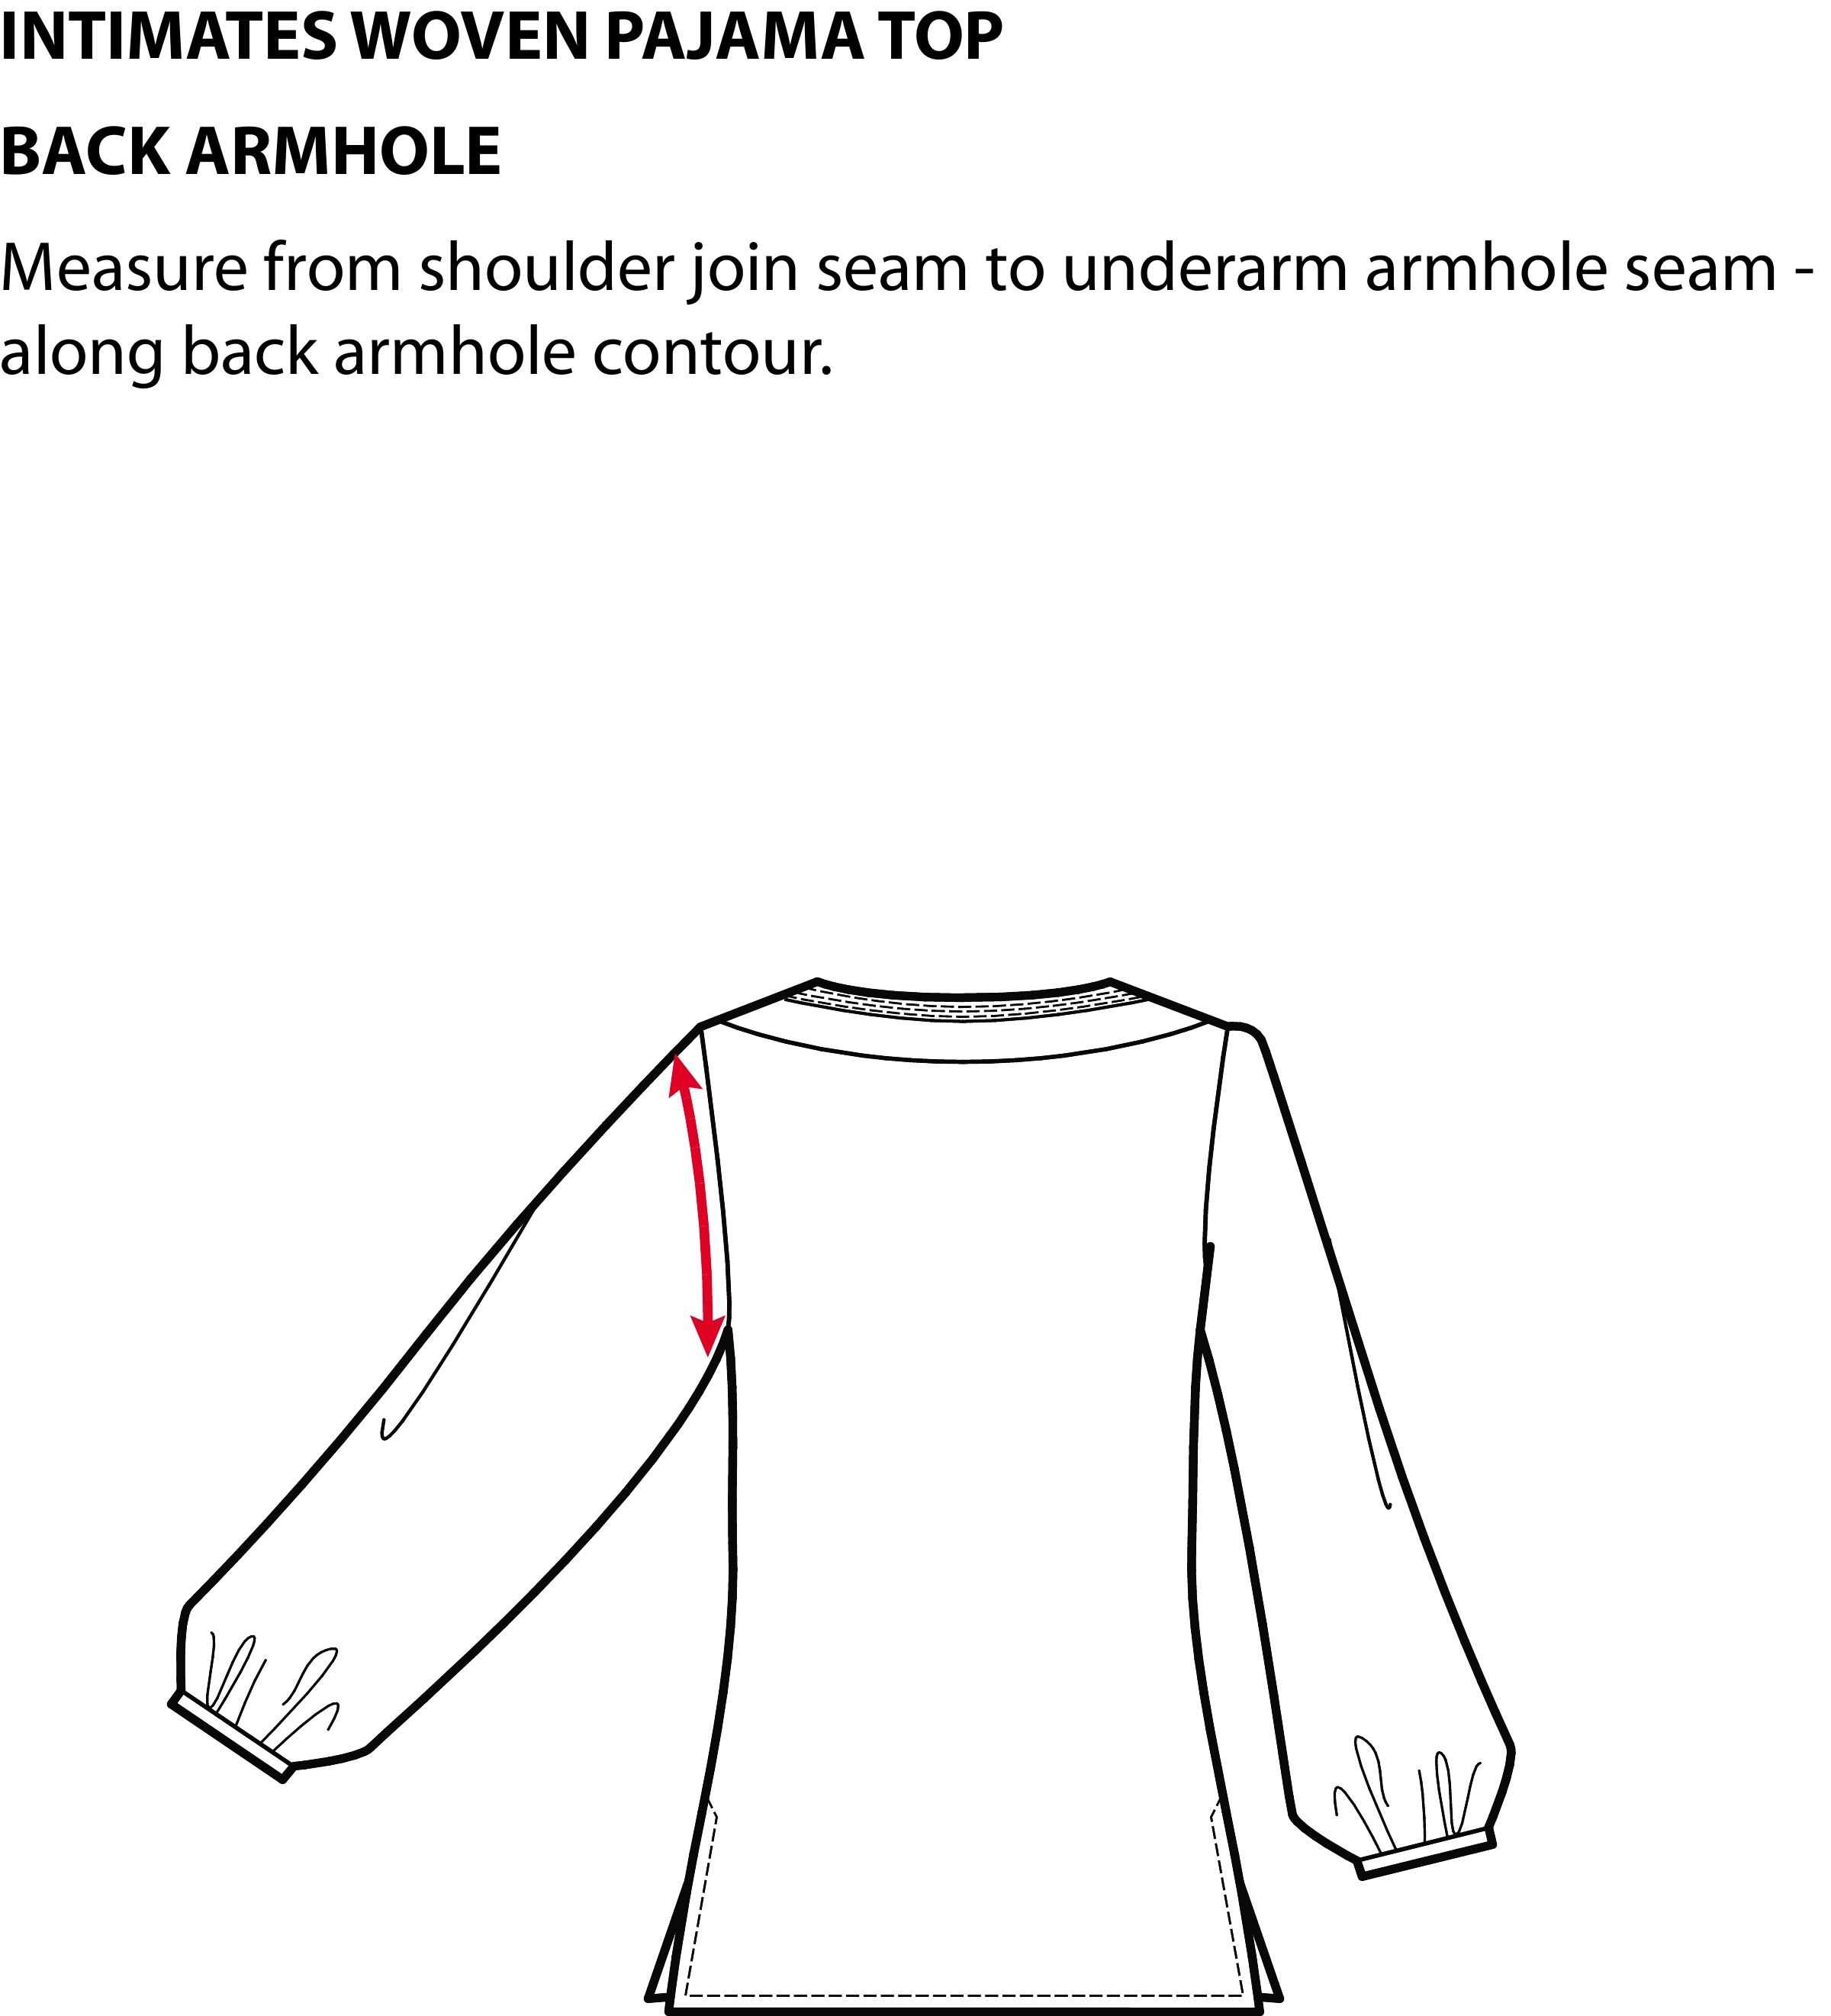 INTIMATES WOVEN PAJAMA TOP
BACK ARMHOLE
Measure from shoulder join seam to underarm armhole seam -
along back armhole contour.